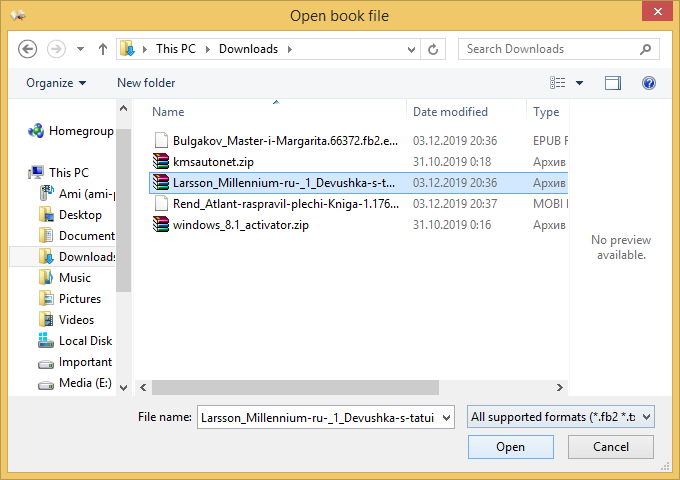 Open book file
This PC Downloads
Search Downloads
Organize New folder
Name Date modified Type
Bulgakov_Master-i-Margarita.66372.fb2.e... 03.12.2019 20:36 EPUB F
kmsautonet.zip 31.10.2019 0:18 Архив
Larsson_Millennium-ru-_1_Devushka-s-t... 03.12.2019 20:36 Архив
Rend_Atlant-raspravil-plechi-Kniga-1.176... 03.12.2019 20:37 MOBI
windows_8.1_activator.zip 31.10.2019 0:16 Архив
Homegroup
This PC
Ami (ami-p
Desktop
Document
Downloads
Music
Pictures
Videos
Local Disk
Important
Media (E:)
No preview
available.
File name: Larsson_Millennium-ru-_1_Devushka-s-tatui
All supported formats (*.fb2 *.tx
Open Cancel